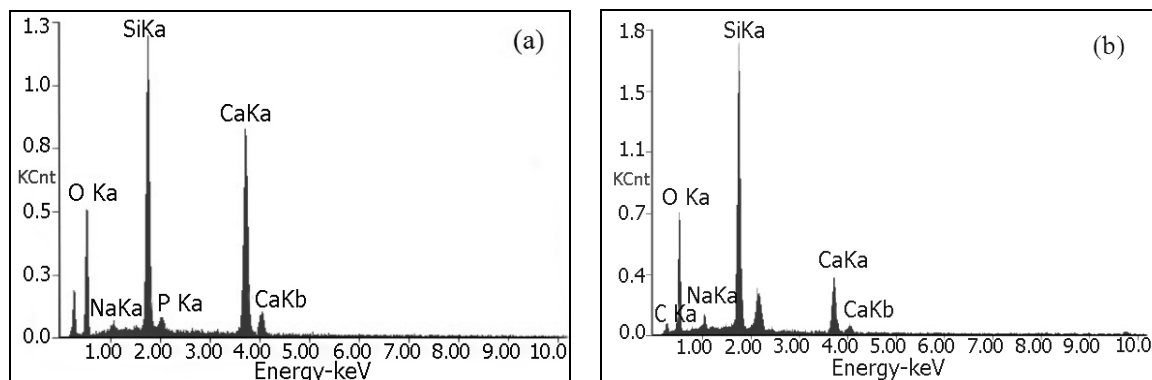 (a)
1.3
1.0
0.8
KCnt
0.5
0.3
0.0
SiKa
CaKa
O Ka
NaKa
P Ka
CaKb
1.00 2.00 3.00 4.00 5.00 6.00 7.00 8.00 9.00 10.0
Energy-keV
(b)
1.8
1.5
1.1
KCnt
0.7
0.4
0.0
SiKa
O Ka
CaKa
NaKa
C Ka
CaKb
1.00 2.00 3.00 4.00 5.00 6.00 7.00 8.00 9.00 10.0
Energy-keV